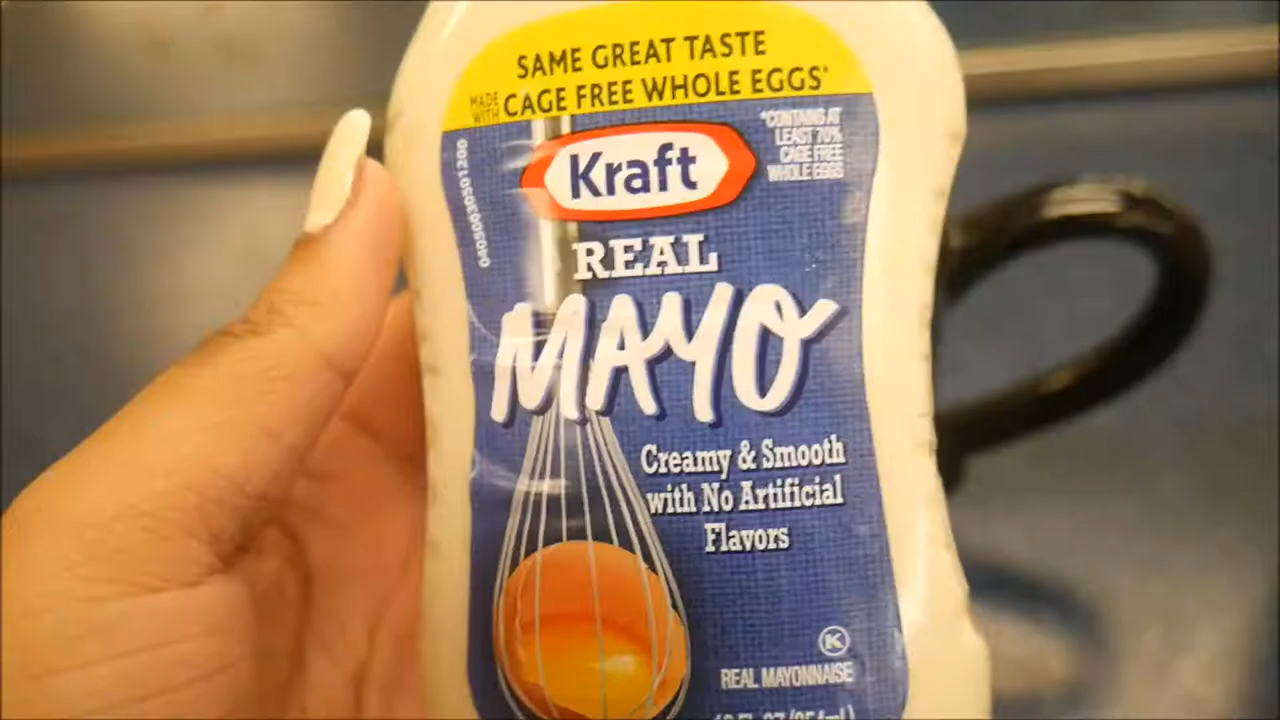 SAME GREAT TASTE
MADE WITH CAGE FREE WHOLE EGGS*
*CONTAINS AT
LEAST 70%
CAGE FREE
WHOLE EGGS
Kraft
REAL
MAYO
Creamy & Smooth
with No Artificial
Flavors
K
REAL MAYONNAISE